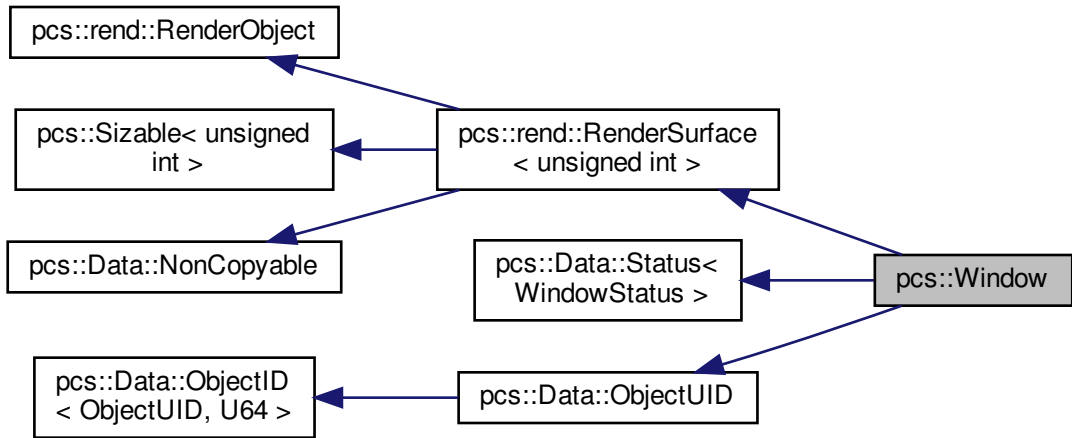 pcs::rend::RenderObject
pcs::Sizable< unsigned
int >
pcs::rend::RenderSurface
< unsigned int >
pcs::Data::NonCopyable
pcs::Data::Status<
WindowStatus >
pcs::Window
pcs::Data::ObjectID
< ObjectUID, U64 >
pcs::Data::ObjectUID